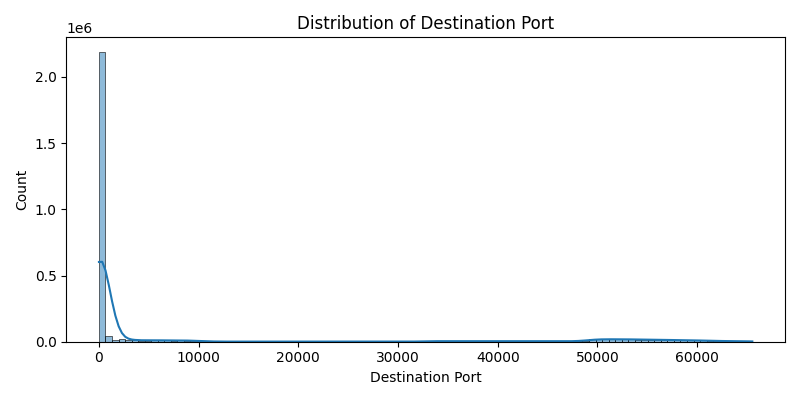 Distribution of Destination Port
1e6
2.0
1.5
1.0
0.5
0.0
Count
0 10000 20000 30000 40000 50000 60000
Destination Port